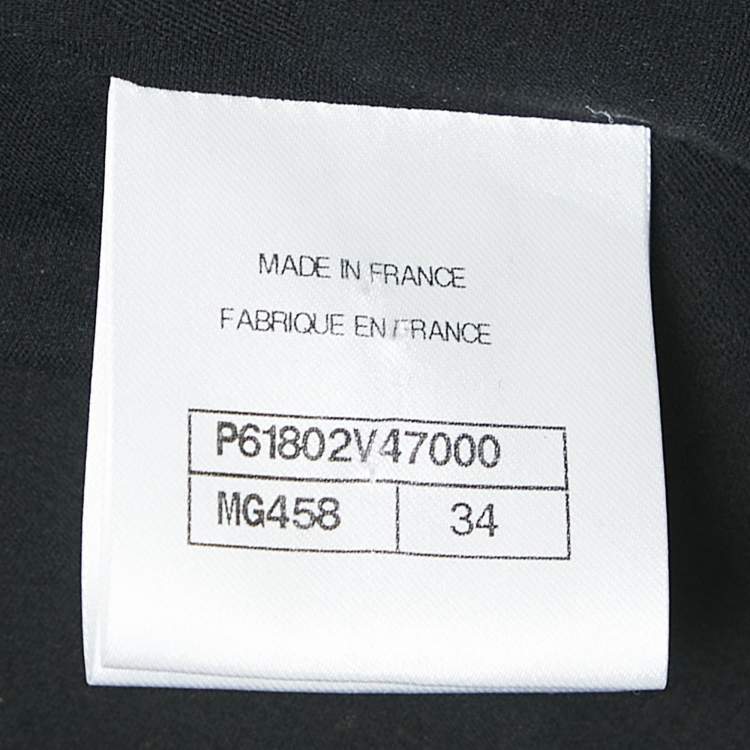 MADE IN FRANCE
FABRIQUE EN FRANCE
P61802V47000
MG458 34